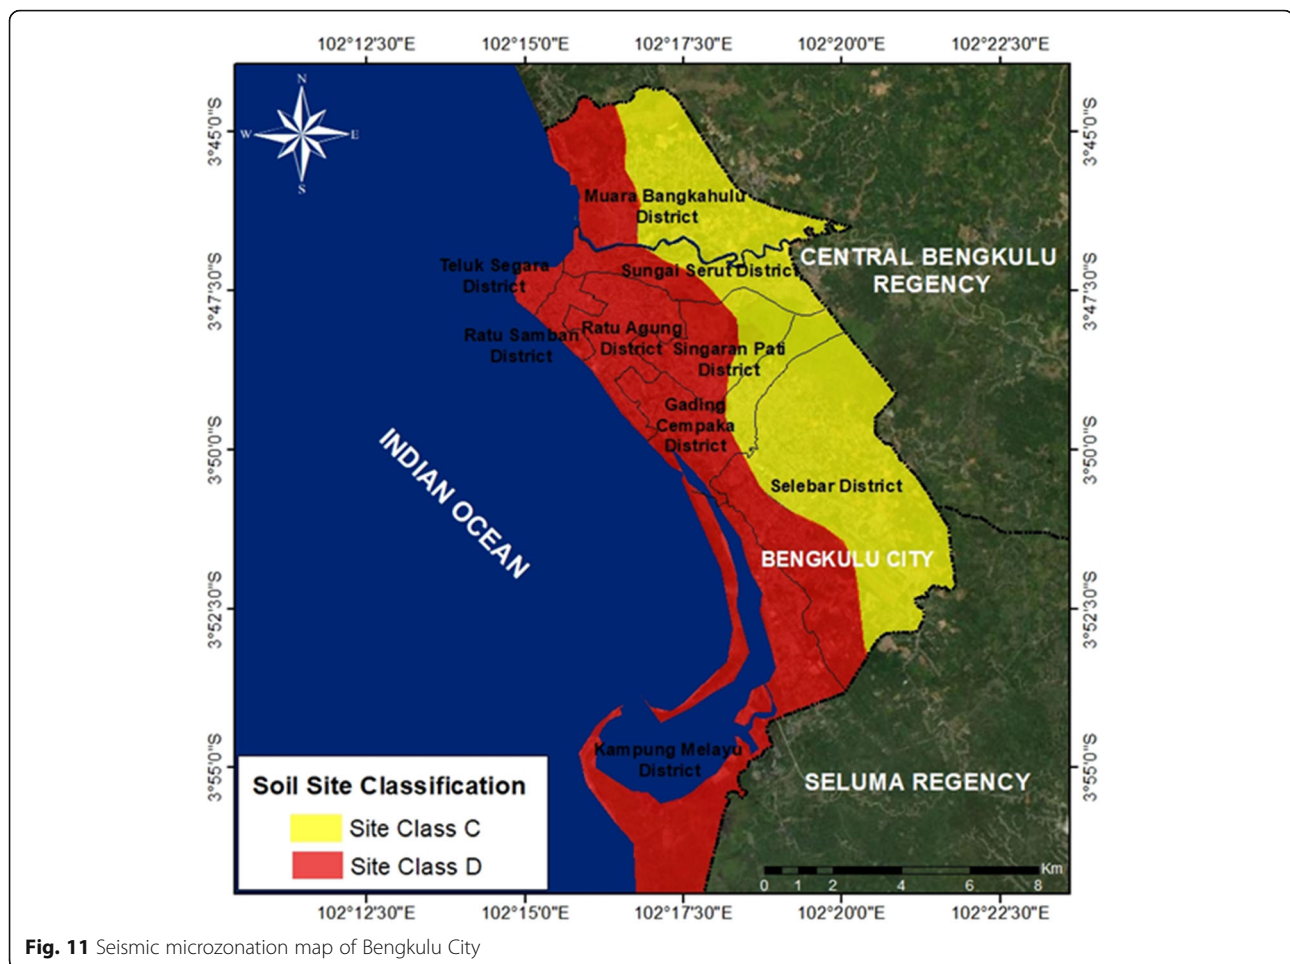 102°12'30"E 102°15'0"E 102°17'30"E 102°20'0"E 102°22'30"E
N
W E
S
3°45'0"S 3°45'0"S
Muara Bangkahulu
District
CENTRAL BENGKULU
REGENCY
Teluk Segara
District
Sungai Serut District
3°47'30"S 3°47'30"S
Ratu Samban
District
Ratu Agung
District
Singaran Pati
District
Gading
Cempaka
District
3°50'0"S 3°50'0"S
INDIAN OCEAN
Selebar District
BENGKULU CITY
3°52'30"S 3°52'30"S
Kampung Melayu
District
3°55'0"S 3°55'0"S
SELUMA REGENCY
Soil Site Classification
Site Class C
Site Class D
Km
0 1 2 4 6 8
102°12'30"E 102°15'0"E 102°17'30"E 102°20'0"E 102°22'30"E
Fig. 11 Seismic microzonation map of Bengkulu City